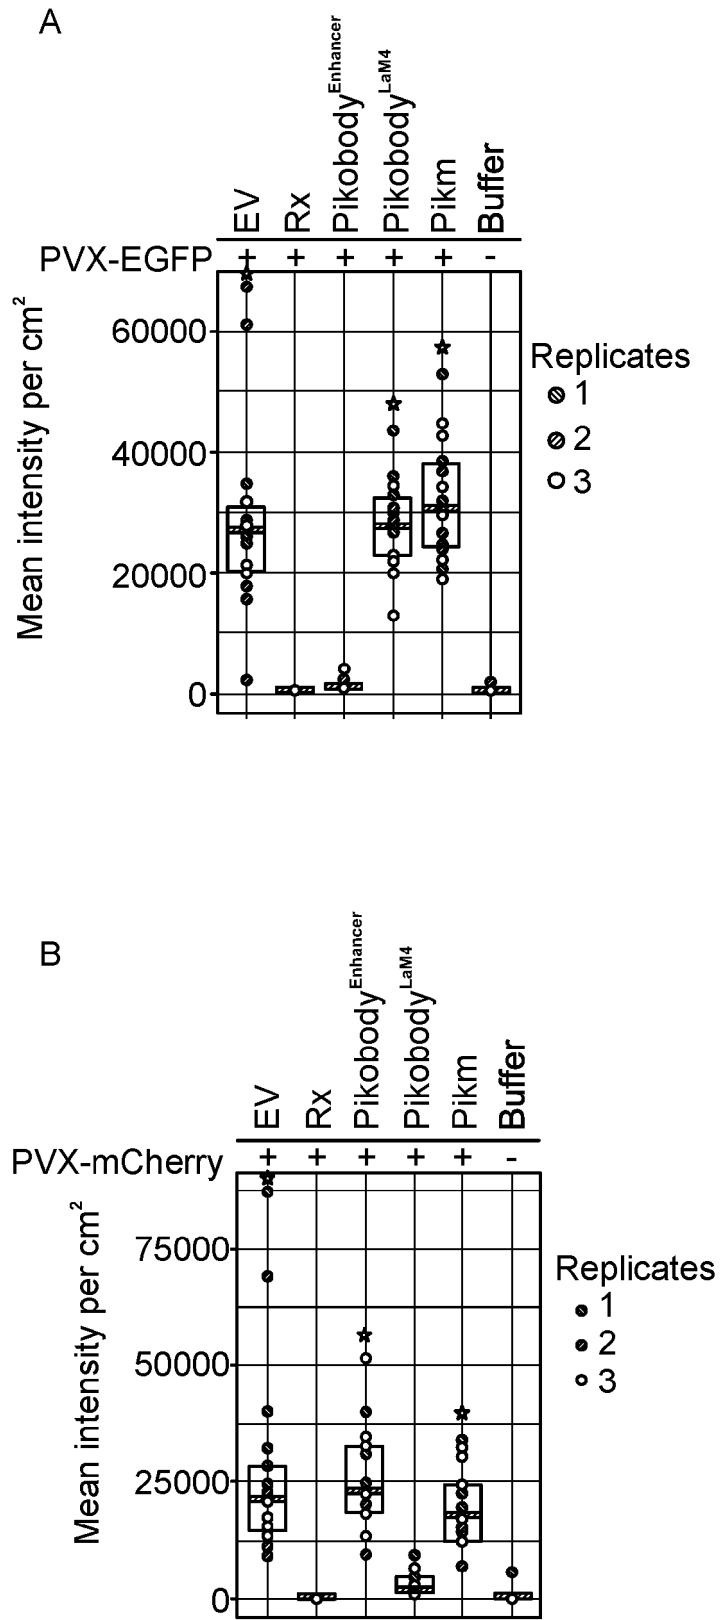 A
EV
Rx
Pikobody^Enhancer
Pikobody^LaM4
Pikm
Buffer
PVX-EGFP + + + + + -
Mean intensity per cm²
60000
40000
20000
0
Replicates
1
2
3
B
EV
Rx
Pikobody^Enhancer
Pikobody^LaM4
Pikm
Buffer
PVX-mCherry + + + + + -
Mean intensity per cm²
75000
50000
25000
0
Replicates
1
2
3